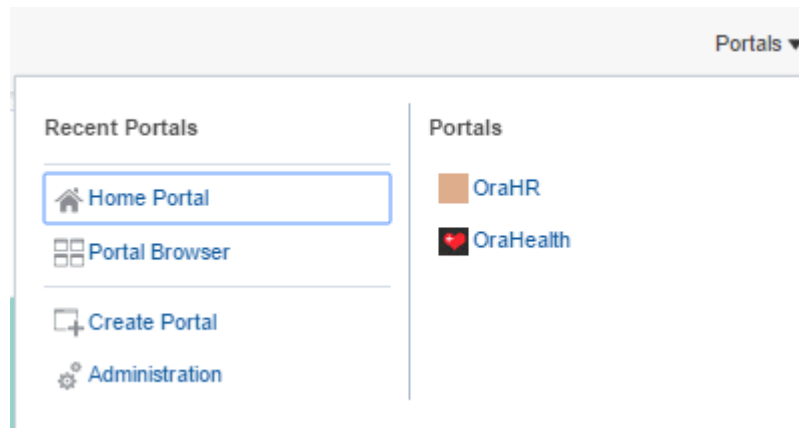 Portals
Recent Portals
Home Portal
Portal Browser
Create Portal
Administration
Portals
OraHR
OraHealth